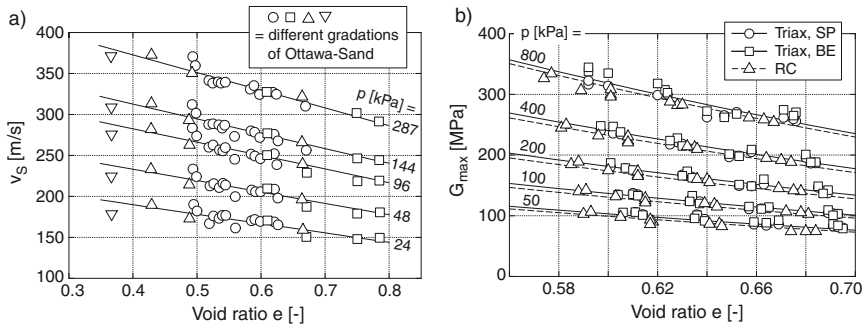 a)
= different gradations
of Ottawa-Sand
400
350
300
250
200
150
100
vS [m/s]
p [kPa] =
287
144
96
48
24
0.3 0.4 0.5 0.6 0.7 0.8
Void ratio e [-]
b)
p [kPa] =
Triax, SP
Triax, BE
RC
400
300
200
100
0
Gmax [MPa]
800
400
200
100
50
0.58 0.62 0.66 0.70
Void ratio e [-]